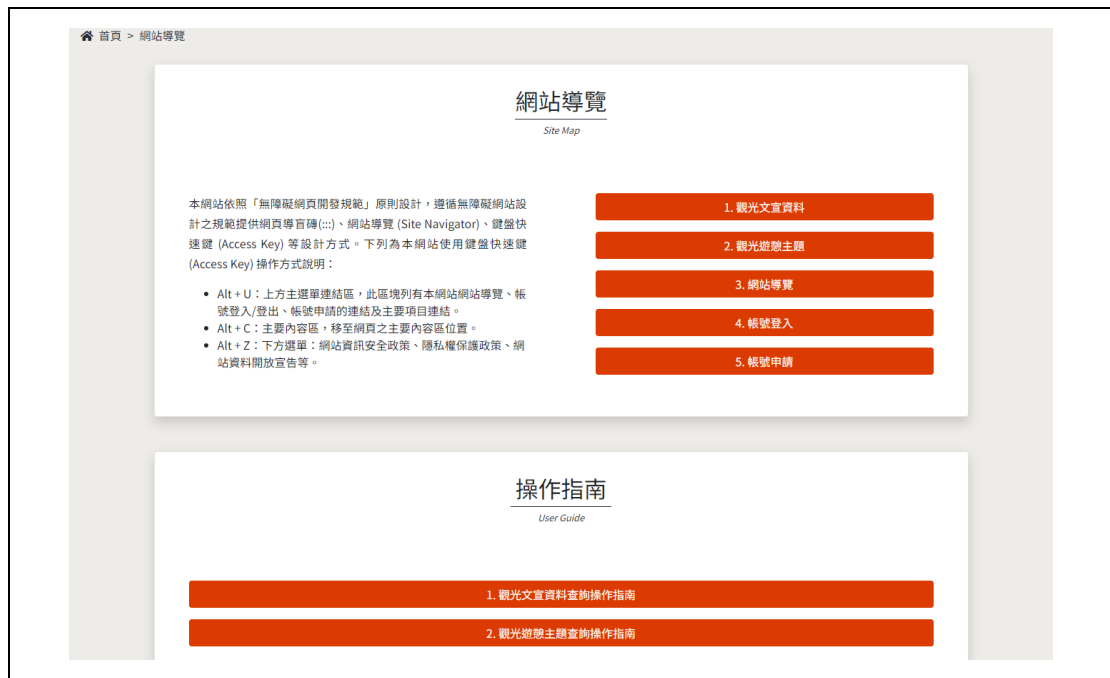 首頁 > 網站導覽
網站導覽
Site Map
本網站依照「無障礙網頁開發規範」原則設計，遵循無障礙網站設
計之規範提供網頁導盲磚(:::)、網站導覽 (Site Navigator)、鍵盤快
速鍵 (Access Key) 等設計方式。下列為本網站使用鍵盤快速鍵
(Access Key) 操作方式說明：
• Alt + U：上方主選單連結區，此區塊列有本網站網站導覽、帳
號登入/登出、帳號申請的連結及主要項目連結。
• Alt + C：主要內容區，移至網頁之主要內容區位置。
• Alt + Z：下方選單：網站資訊安全政策、隱私權保護政策、網
站資料開放宣告等。
1. 觀光文宣資料
2. 觀光遊憩主題
3. 網站導覽
4. 帳號登入
5. 帳號申請
操作指南
User Guide
1. 觀光文宣資料查詢操作指南
2. 觀光遊憩主題查詢操作指南